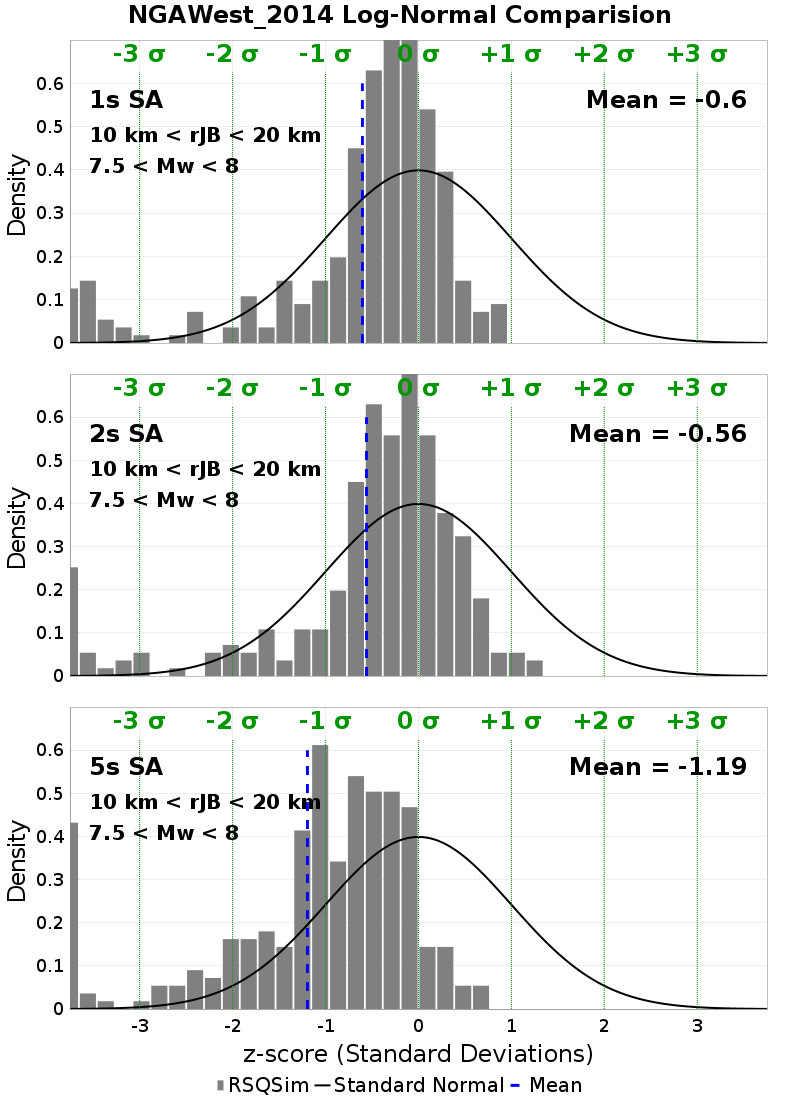 NGAWest_2014 Log-Normal Comparision
-3 σ -2 σ -1 σ 0 σ +1 σ +2 σ +3 σ
1s SA
Mean = -0.6
10 km < rJB < 20 km
7.5 < Mw < 8
0.6
0.5
0.4
0.3
0.2
0.1
0
Density
-3 σ -2 σ -1 σ 0 σ +1 σ +2 σ +3 σ
2s SA
Mean = -0.56
10 km < rJB < 20 km
7.5 < Mw < 8
0.6
0.5
0.4
0.3
0.2
0.1
0
Density
-3 σ -2 σ -1 σ 0 σ +1 σ +2 σ +3 σ
5s SA
Mean = -1.19
10 km < rJB < 20 km
7.5 < Mw < 8
0.6
0.5
0.4
0.3
0.2
0.1
0
Density
-3 -2 -1 0 1 2 3
z-score (Standard Deviations)
RSQSim Standard Normal Mean